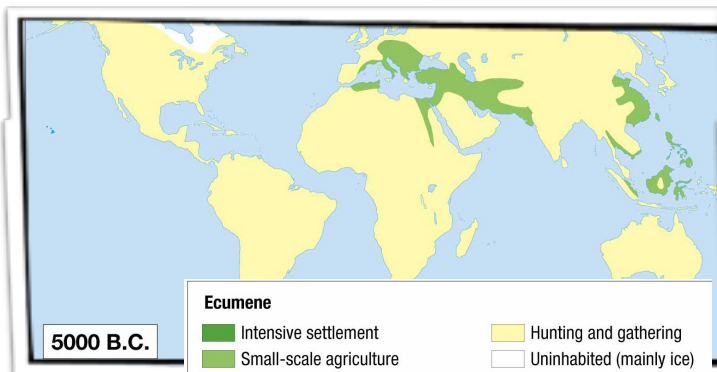 5000 B.C.
Ecumene
Intensive settlement
Small-scale agriculture
Hunting and gathering
Uninhabited (mainly ice)